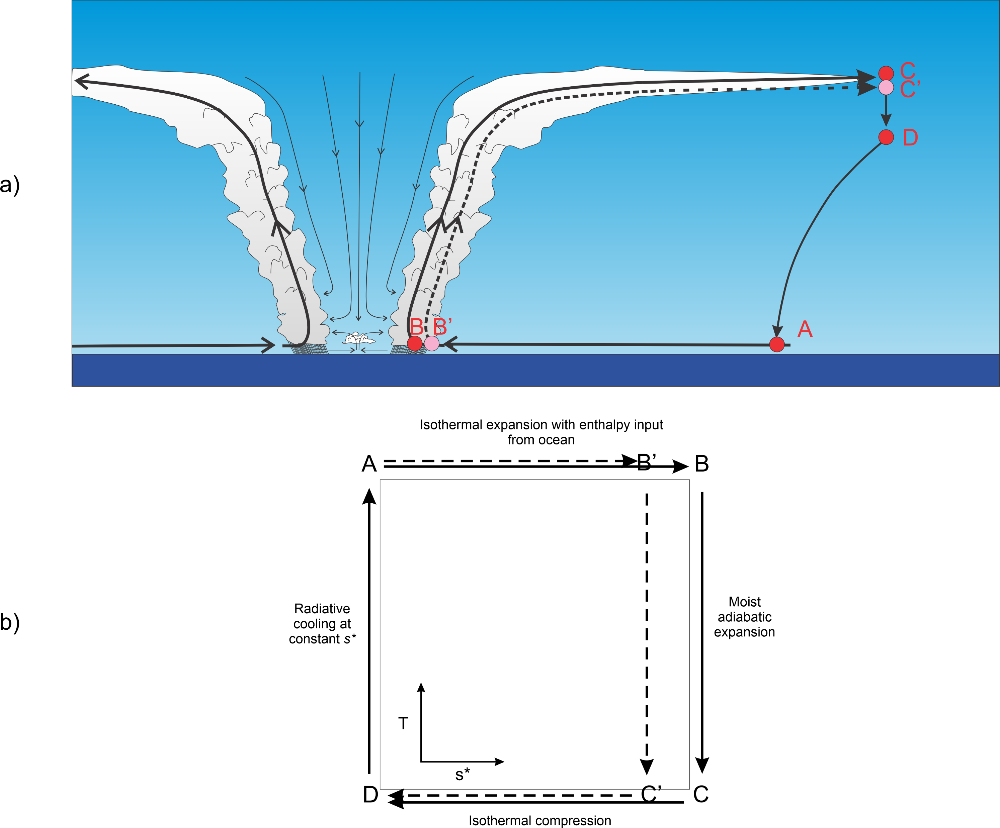 a)
C
C’
D
B B’
A
b)
Isothermal expansion with enthalpy input
from ocean
A
B’
B
Radiative
cooling at
constant s*
Moist
adiabatic
expansion
T
s*
D
C’
C
Isothermal compression